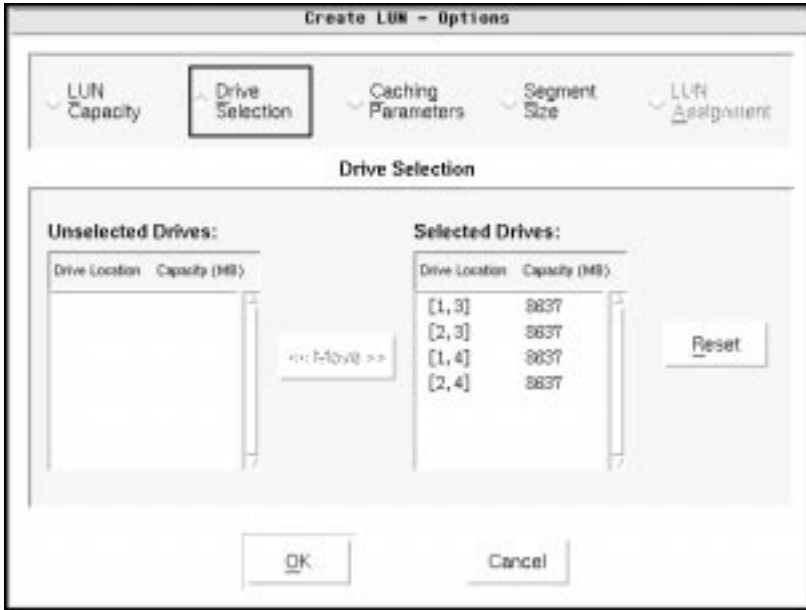 Create LUN - Options
LUN Capacity
Drive Selection
Caching Parameters
Segment Size
LUN Assignment
Drive Selection
Unselected Drives:
Drive Location Capacity (MB)
<< Move >>
Selected Drives:
Drive Location Capacity (MB)
[1,3] 8637
[2,3] 8637
[1,4] 8637
[2,4] 8637
Reset
OK
Cancel